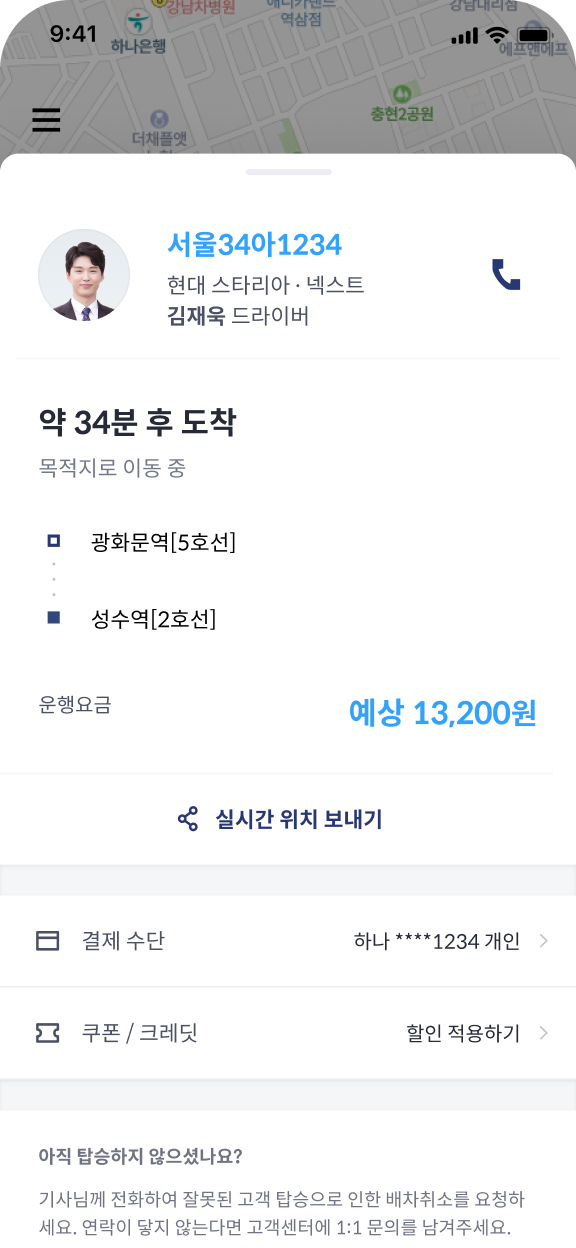 강남차병원
역삼점
강남대리점
9:41
하나은행
에프앤에프
충현2공원
더채플앳
서울34아1234
현대 스타리아 · 넥스트
김재욱 드라이버
약 34분 후 도착
목적지로 이동 중
광화문역[5호선]
성수역[2호선]
운행요금
예상 13,200원
실시간 위치 보내기
결제 수단
하나 ****1234 개인
쿠폰 / 크레딧
할인 적용하기
아직 탑승하지 않으셨나요?
기사님께 전화하여 잘못된 고객 탑승으로 인한 배차취소를 요청하
세요. 연락이 닿지 않는다면 고객센터에 1:1 문의를 남겨주세요.